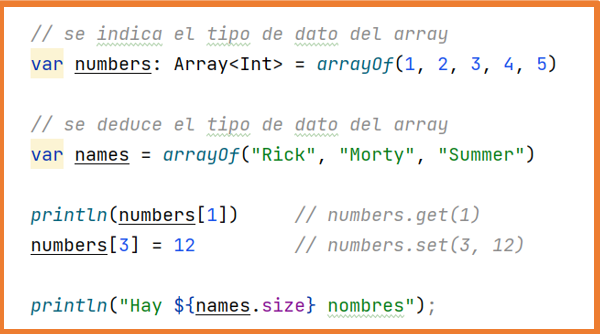 // se indica el tipo de dato del array
var numbers: Array<Int> = arrayOf(1, 2, 3, 4, 5)
// se deduce el tipo de dato del array
var names = arrayOf("Rick", "Morty", "Summer")
println(numbers[1])     // numbers.get(1)
numbers[3] = 12         // numbers.set(3, 12)
println("Hay ${names.size} nombres");